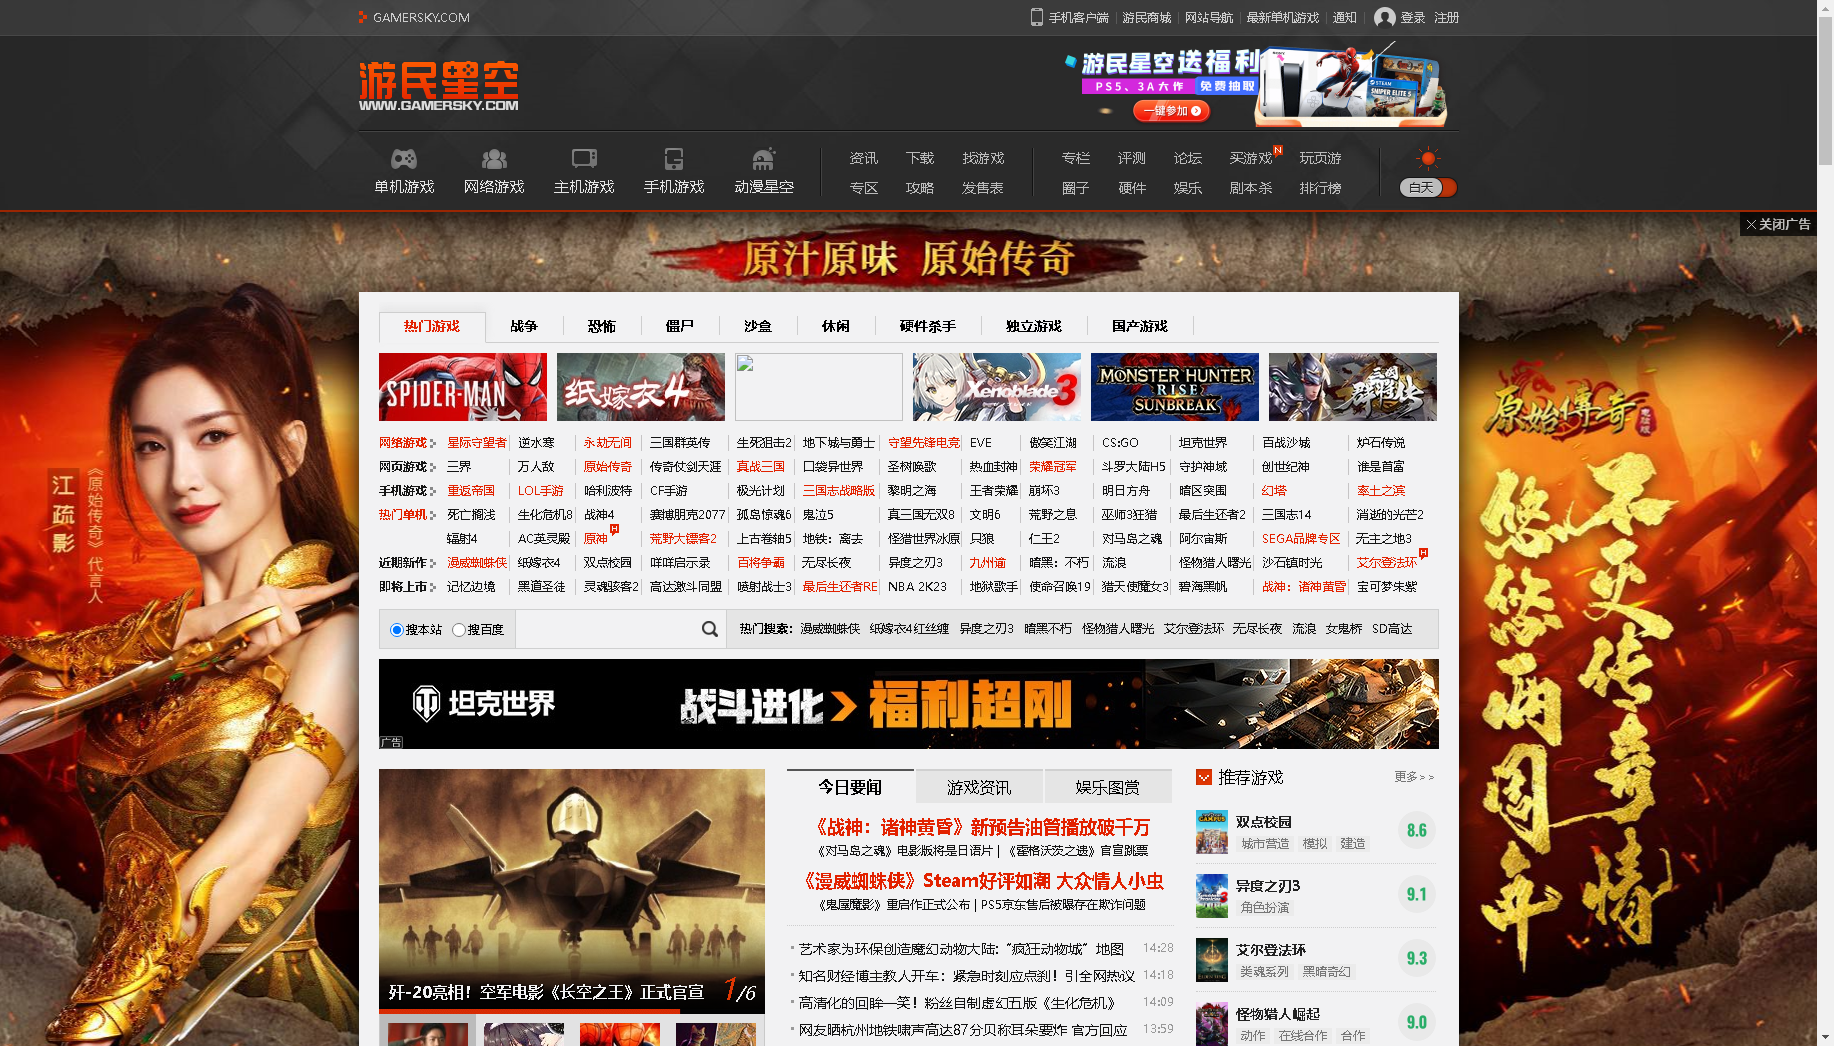 GAMERSKY.COM
手机客户端 游民商城 网站导航 最新单机游戏 通知 登录 注册
游民星空
WWW.GAMERSKY.COM
游民星空送福利
PS5、3A大作 免费抽取
一键参加
单机游戏 网络游戏 主机游戏 手机游戏 动漫星空
资讯 下载 找游戏 专栏 评测 论坛 买游戏 N 玩页游
专区 攻略 发售表 圈子 硬件 娱乐 剧本杀 排行榜
白天
关闭广告
原汁原味 原始传奇
热门游戏 战争 恐怖 僵尸 沙盒 休闲 硬件杀手 独立游戏 国产游戏
SPIDER-MAN
纸嫁衣4
Xenoblade 3
MONSTER HUNTER RISE SUNBREAK
三国群将传
网络游戏 星际守望者 逆水寒 永劫无间 三国群英传 生死狙击2 地下城与勇士 守望先锋电竞 EVE 傲笑江湖 CS:GO 坦克世界 百战沙城 炉石传说
网页游戏 三界 万人敌 原始传奇 传奇仗剑天涯 真战三国 口袋异世界 圣树唤歌 热血封神 荣耀冠军 斗罗大陆H5 守护神域 创世纪神 谁是首富
手机游戏 重返帝国 LOL手游 哈利波特 CF手游 极光计划 三国志战略版 黎明之海 王者荣耀 崩坏3 明日方舟 暗区突围 幻塔 率土之滨
热门单机 死亡搁浅 生化危机8 战神4 赛博朋克2077 孤岛惊魂6 鬼泣5 真三国无双8 文明6 荒野之息 巫师3狂猎 最后生还者2 三国志14 消逝的光芒2
辐射4 AC英灵殿 原神 H 荒野大镖客2 上古卷轴5 地铁：离去 怪猎世界冰原 只狼 仁王2 对马岛之魂 阿尔宙斯 SEGA品牌专区 无主之地3
近期新作 漫威蜘蛛侠 纸嫁衣4 双点校园 咩咩启示录 百将争霸 无尽长夜 异度之刃3 九州谕 暗黑：不朽 流浪 怪物猎人曙光 沙石镇时光 艾尔登法环 H
即将上市 记忆边境 黑道圣徒 灵魂骇客2 高达激斗同盟 喷射战士3 最后生还者RE NBA 2K23 地狱歌手 使命召唤19 猎天使魔女3 碧海黑帆 战神：诸神黄昏 宝可梦朱紫
搜本站 搜百度 热门搜索： 漫威蜘蛛侠 纸嫁衣4红丝缠 异度之刃3 暗黑不朽 怪物猎人曙光 艾尔登法环 无尽长夜 流浪 女鬼桥 SD高达
坦克世界 战斗进化 福利超刚
广告
江疏影
《原始传奇》代言人
原始傳奇
又是传奇情
悠悠两周年
歼-20亮相！空军电影《长空之王》正式官宣 1/6
今日要闻 游戏资讯 娱乐图赏
《战神：诸神黄昏》新预告油管播放破千万
《对马岛之魂》电影版将是日语片 | 《霍格沃茨之遗》官宣跳票
《漫威蜘蛛侠》Steam好评如潮 大众情人小虫
《鬼屋魔影》重启作正式公布 | PS5京东售后被曝存在欺诈问题
艺术家为环保创造魔幻动物大陆: "疯狂动物城" 地图 14:28
知名财经博主教人开车：紧急时刻应点刹！引全网热议 14:18
高清化的回眸一笑！粉丝自制虚幻五版《生化危机》 14:09
网友晒杭州地铁啸声高达87分贝称耳朵要炸 官方回应 13:59
推荐游戏 更多>>
双点校园
城市营造 模拟 建造
8.6
异度之刃3
角色扮演
9.1
艾尔登法环
类魂系列 黑暗奇幻
9.3
怪物猎人崛起
动作 在线合作 合作
9.0